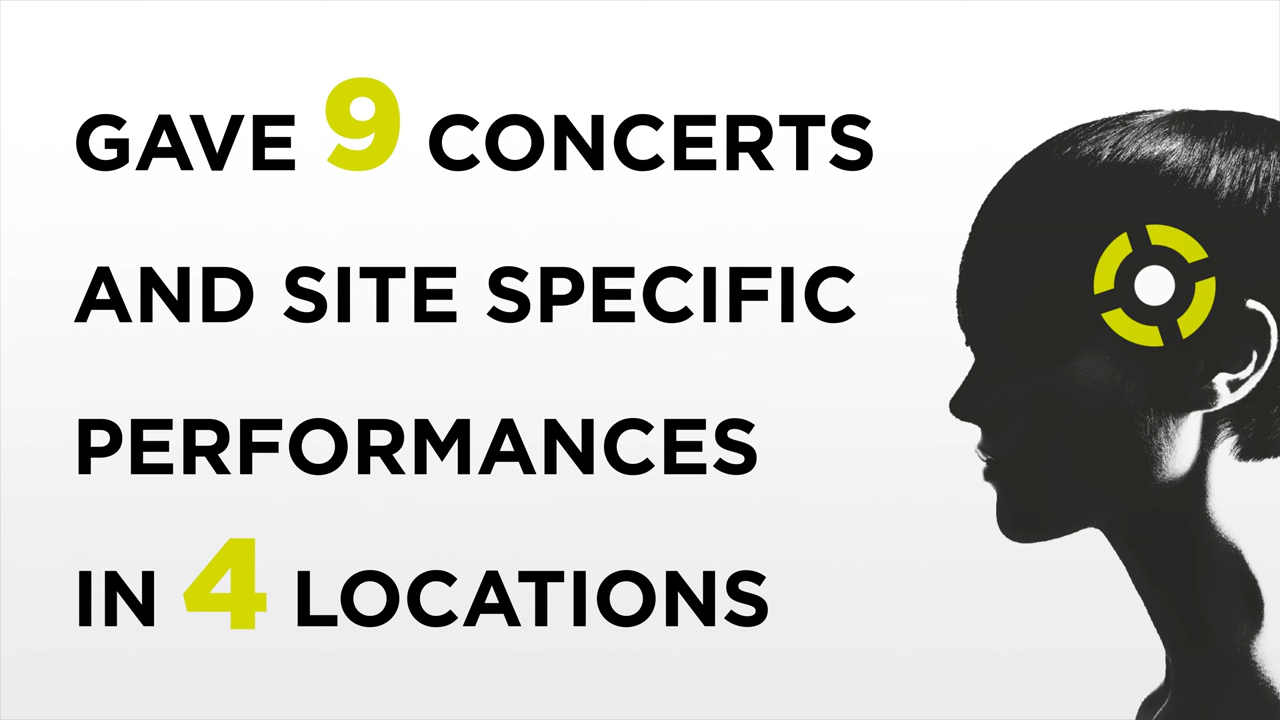 GAVE 9 CONCERTS
AND SITE SPECIFIC
PERFORMANCES
IN 4 LOCATIONS